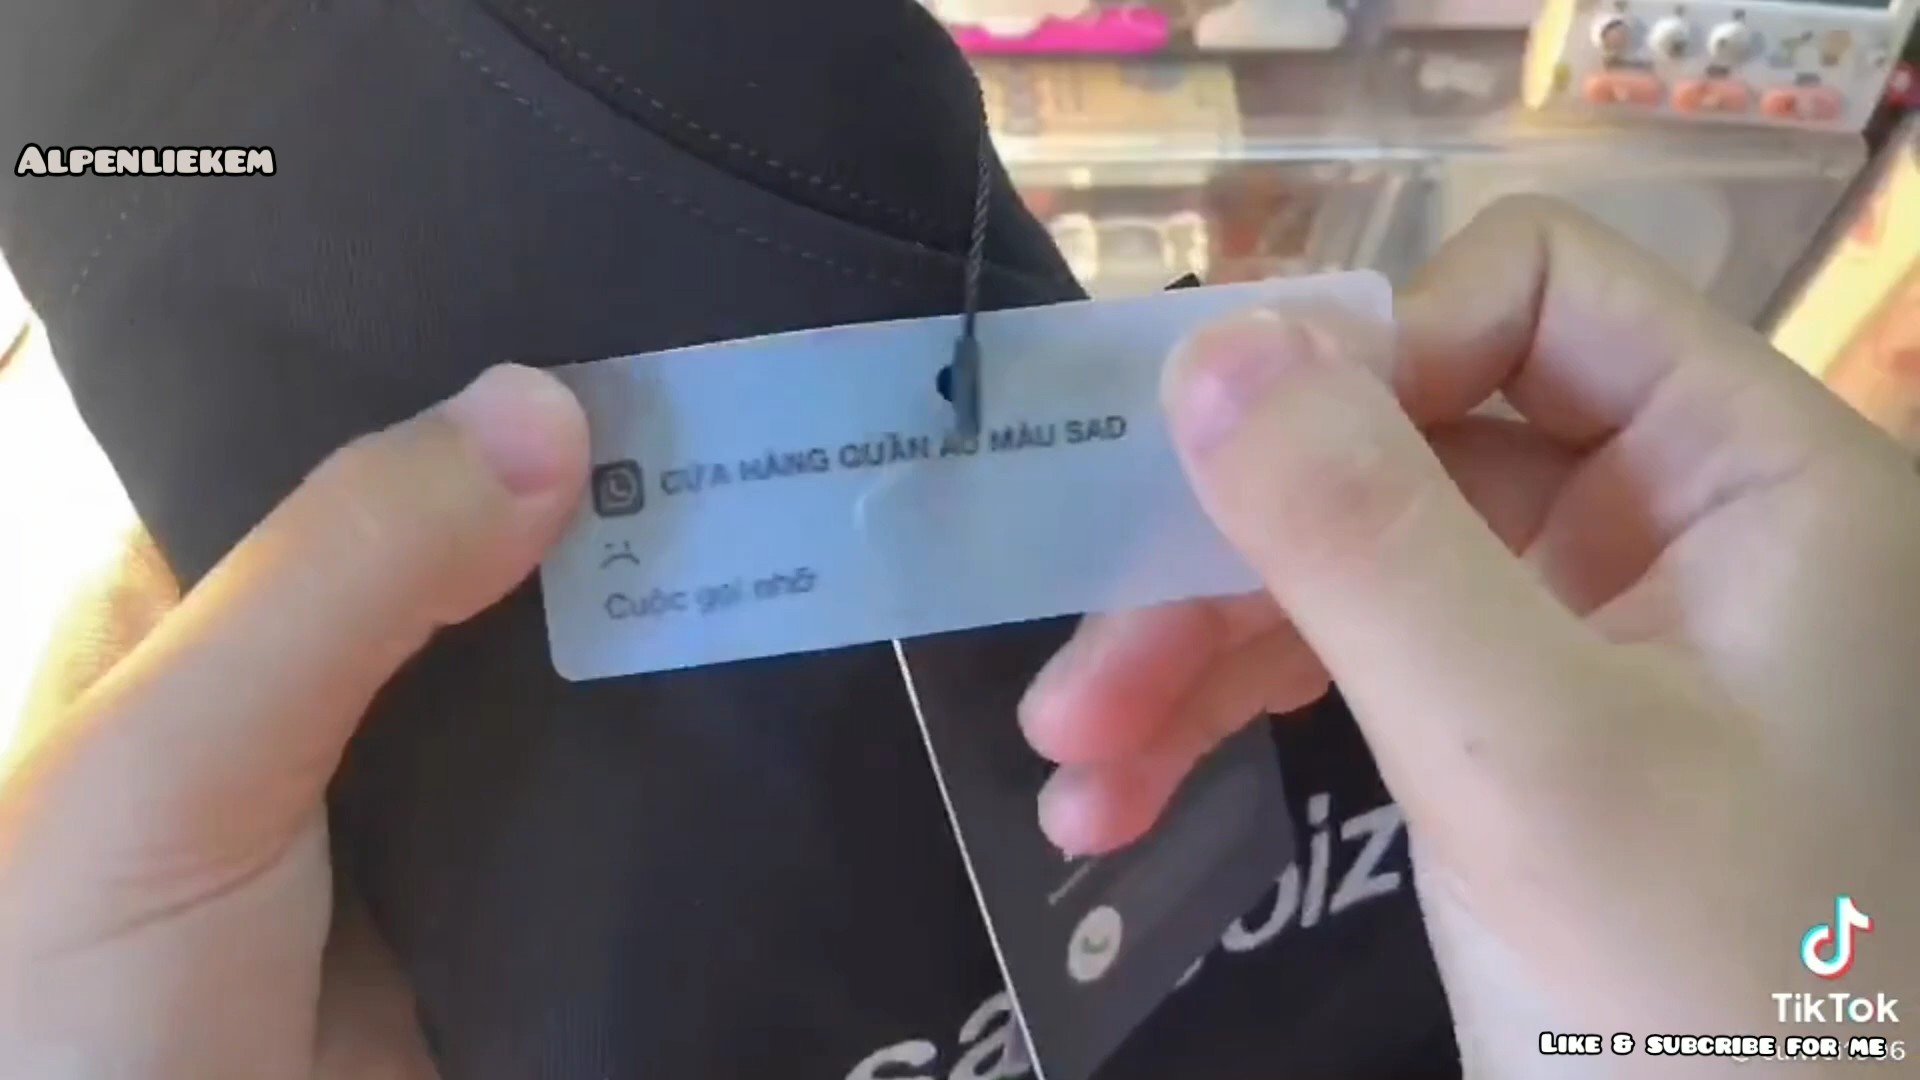 ALPENLIEKEM
CỬA HÀNG QUẦN ÁO MÀU SAD
:(
Cuộc gọi nhỡ
TikTok
LIKE & SUBCRIBE FOR ME